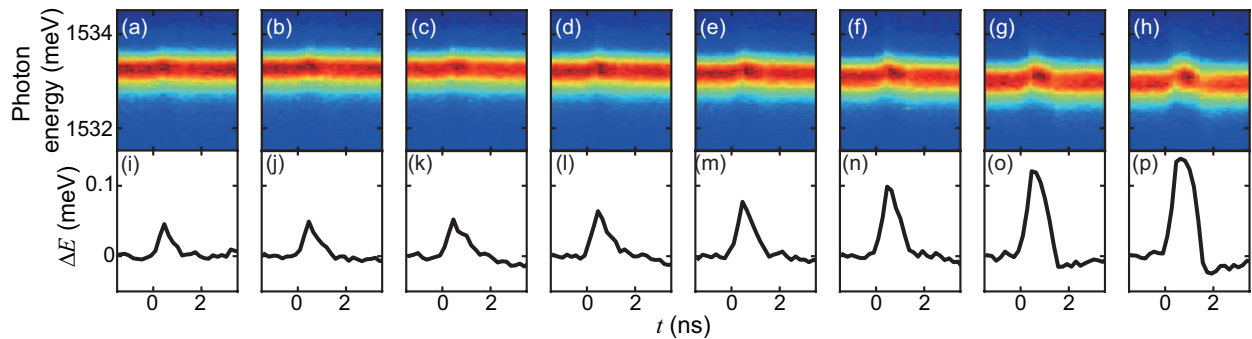 Photon
energy (meV)
1534
1532
(a) (b) (c) (d) (e) (f) (g) (h)
ΔE (meV)
0.1
0
(i) (j) (k) (l) (m) (n) (o) (p)
0 2 0 2 0 2 0 2 0 2 0 2 0 2 0 2
t (ns)